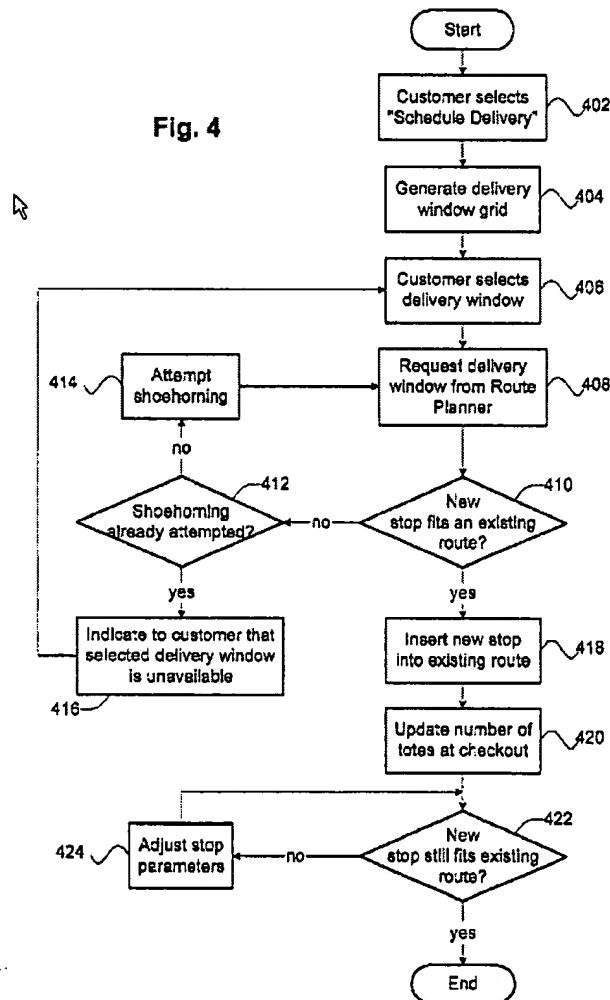 Start
Fig. 4
Customer selects
"Schedule Delivery"
402
Generate delivery
window grid
404
Customer selects
delivery window
406
414
Attempt
shoehorning
Request delivery
window from Route
Planner
408
no
412
Shoehorning
already attempted?
no
410
New
stop fits an existing
route?
yes
yes
Indicate to customer that
selected delivery window
is unavailable
416
Insert new stop
into existing route
418
Update number of
totes at checkout
420
422
New
stop still fits existing
route?
no
424
Adjust stop
parameters
yes
End